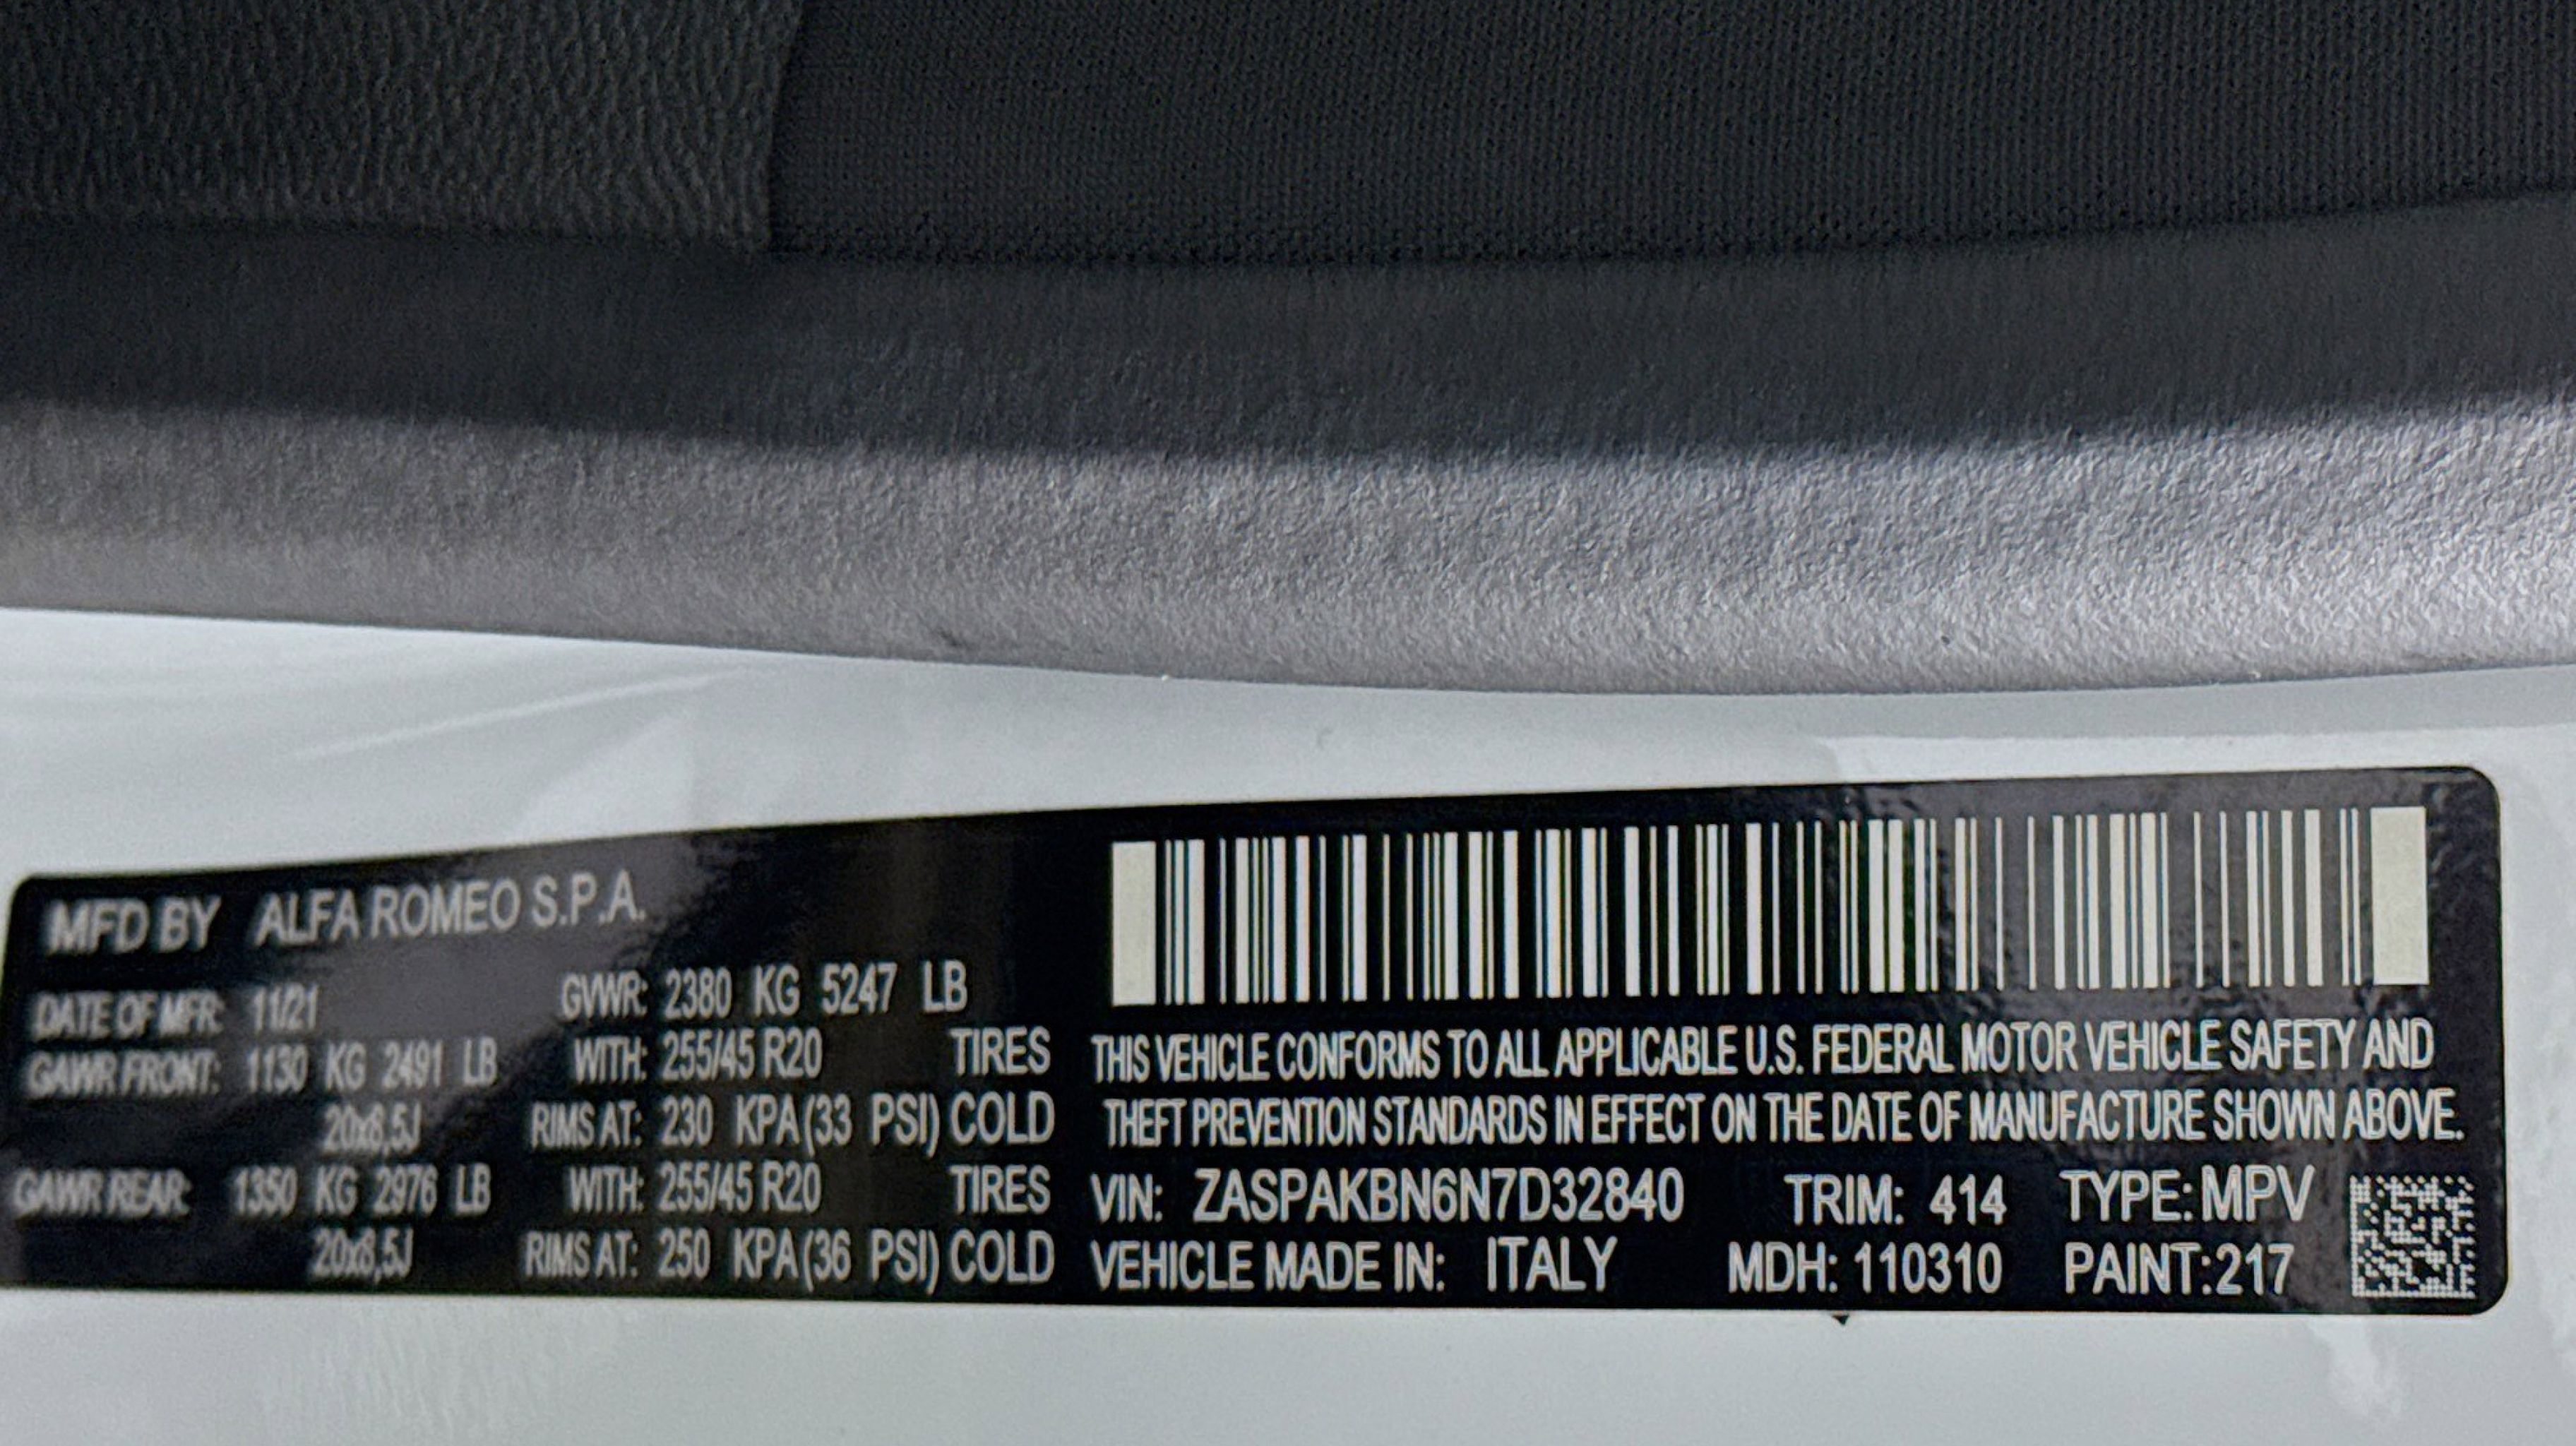 MFD BY ALFA ROMEO S.P.A.
DATE OF MFR: 11/21 GVWR: 2380 KG 5247 LB
GAWR FRONT: 1130 KG 2491 LB WITH: 255/45 R20 TIRES
20x8,5J RIMS AT: 230 KPA(33 PSI) COLD
GAWR REAR: 1350 KG 2976 LB WITH: 255/45 R20 TIRES
20x8,5J RIMS AT: 250 KPA(36 PSI) COLD
THIS VEHICLE CONFORMS TO ALL APPLICABLE U.S. FEDERAL MOTOR VEHICLE SAFETY AND
THEFT PREVENTION STANDARDS IN EFFECT ON THE DATE OF MANUFACTURE SHOWN ABOVE.
VIN: ZASPAKBN6N7D32840 TRIM: 414 TYPE: MPV
VEHICLE MADE IN: ITALY MDH: 110310 PAINT:217